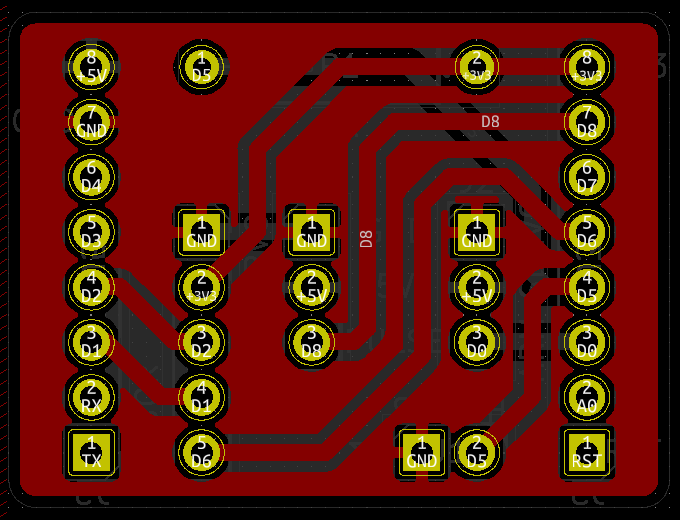 8
+5V
1
D5
2
+3V3
8
+3V3
7
GND
D8
7
D8
6
D4
6
D7
5
D3
1
GND
1
GND
D8
1
GND
5
D6
4
D2
2
+3V3
2
+5V
2
+5V
4
D5
3
D1
3
D2
3
D8
3
D0
3
D0
2
RX
4
D1
2
A0
1
TX
5
D6
1
GND
2
D5
1
RST